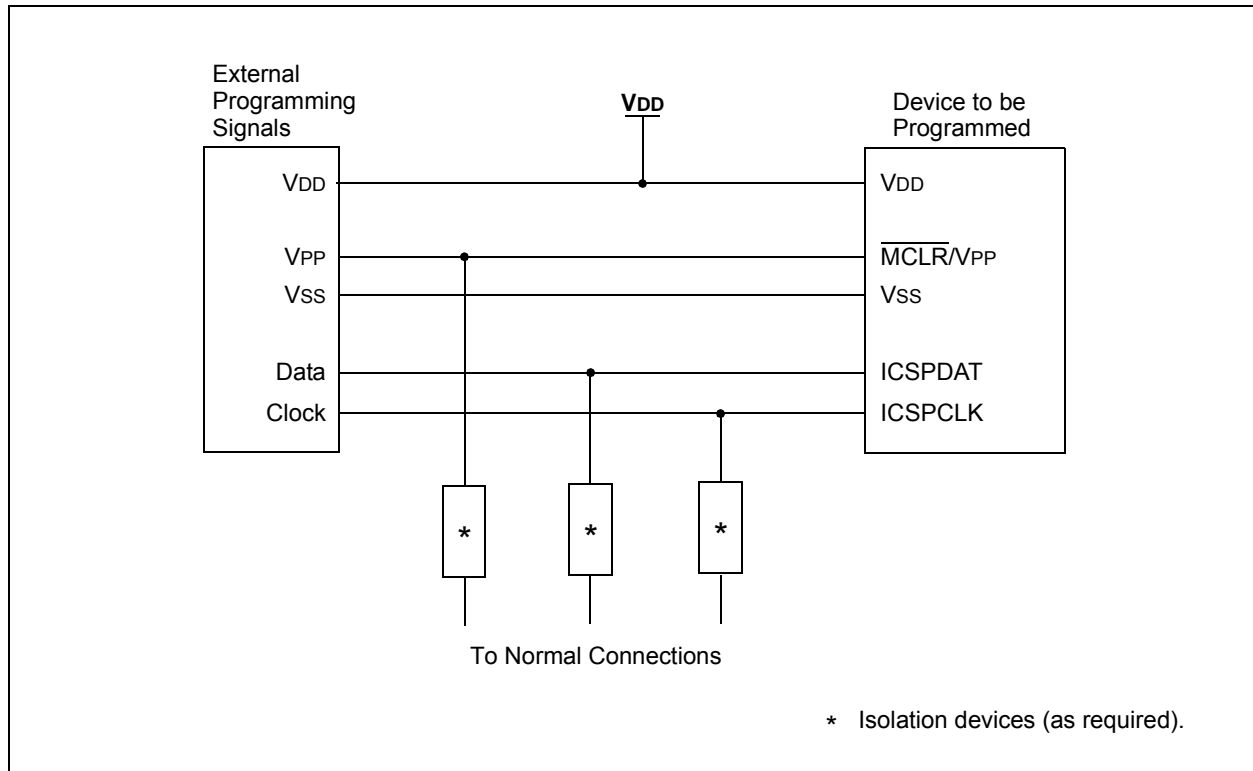 External
Programming
Signals
VDD
Device to be
Programmed
VDD
VDD
VPP
MCLR/VPP
VSS
VSS
Data
ICSPDAT
Clock
ICSPCLK
*
*
*
To Normal Connections
* Isolation devices (as required).